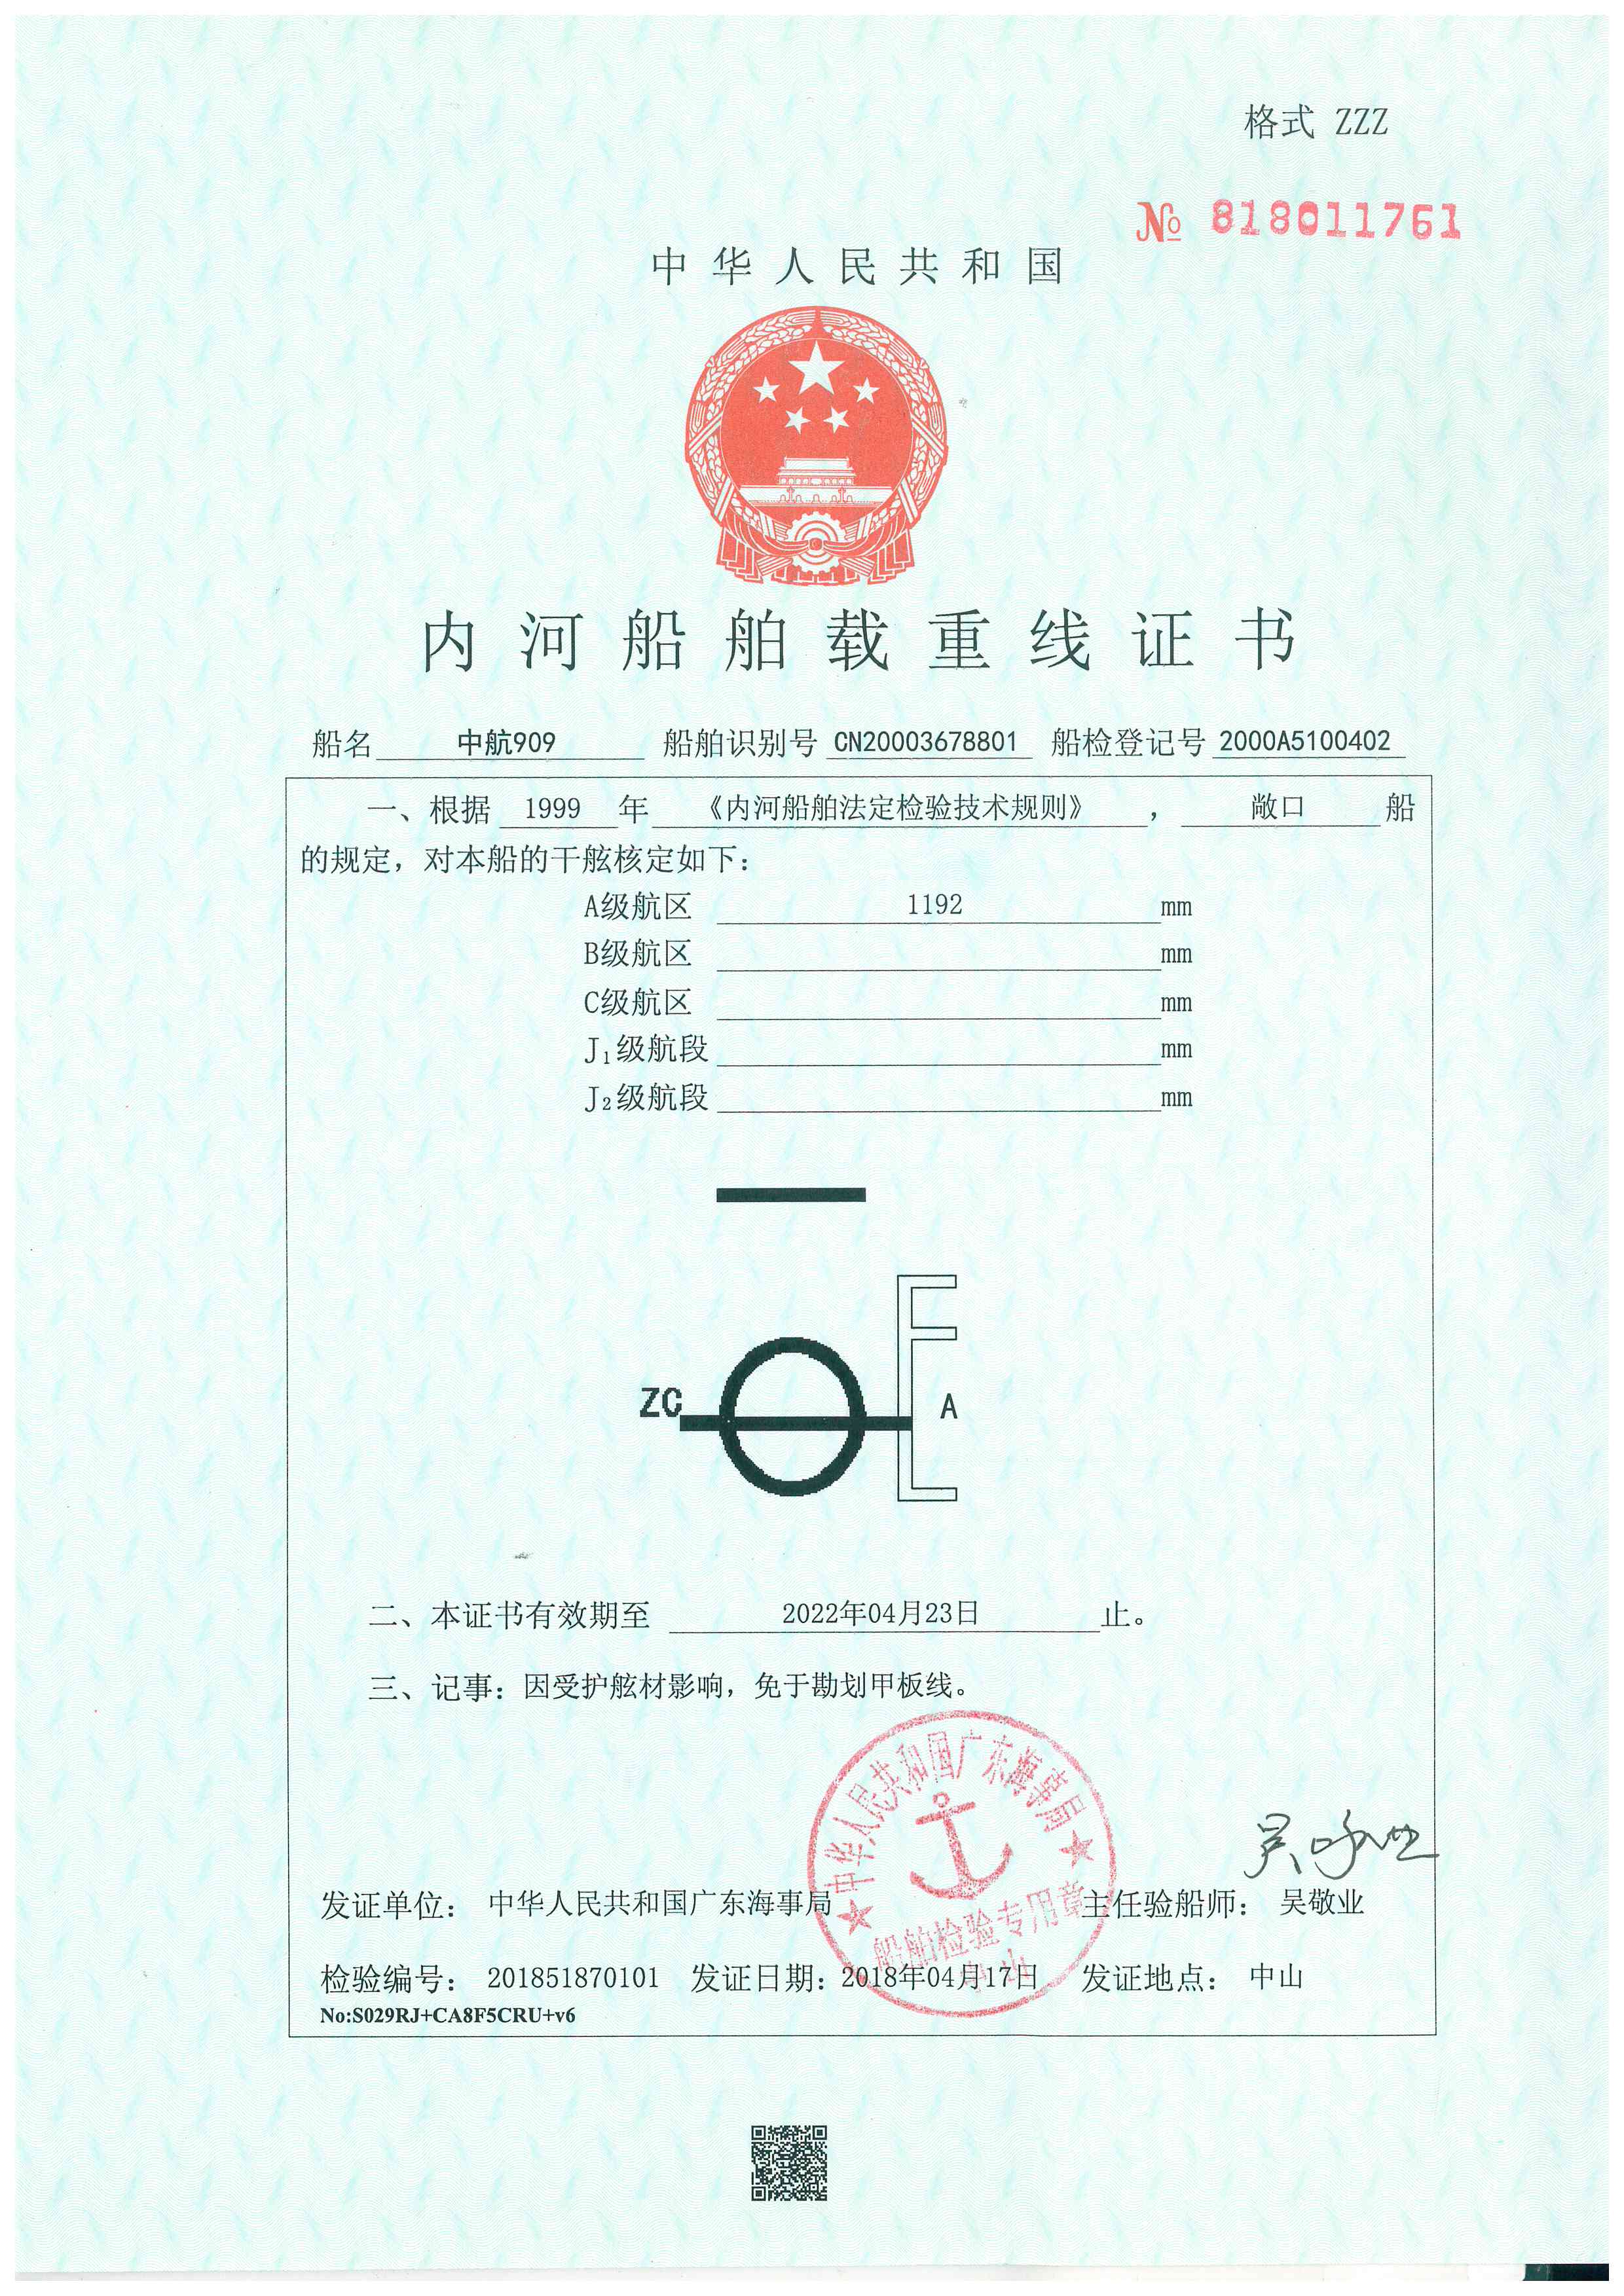 格式 ZZZ
№ 818011761
中华人民共和国
内河船舶载重线证书
船名 中航909 船舶识别号 CN20003678801 船检登记号 2000A5100402
一、根据 1999 年 《内河船舶法定检验技术规则》 , 敞口 船
的规定，对本船的干舷核定如下：
A级航区 1192 mm
B级航区 mm
C级航区 mm
J₁级航段 mm
J₂级航段 mm
ZC A
二、本证书有效期至 2022年04月23日 止。
三、记事：因受护舷材影响，免于勘划甲板线。
中华人民共和国广东海事局
船舶检验专用章
中山
发证单位： 中华人民共和国广东海事局 主任验船师： 吴敬业
检验编号： 201851870101 发证日期：2018年04月17日 发证地点： 中山
No:S029RJ+CA8F5CRU+v6